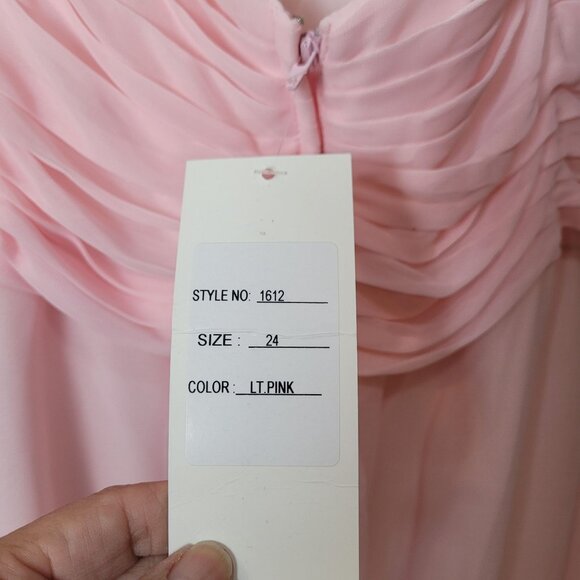 STYLE NO: 1612
SIZE : 24
COLOR : LT.PINK